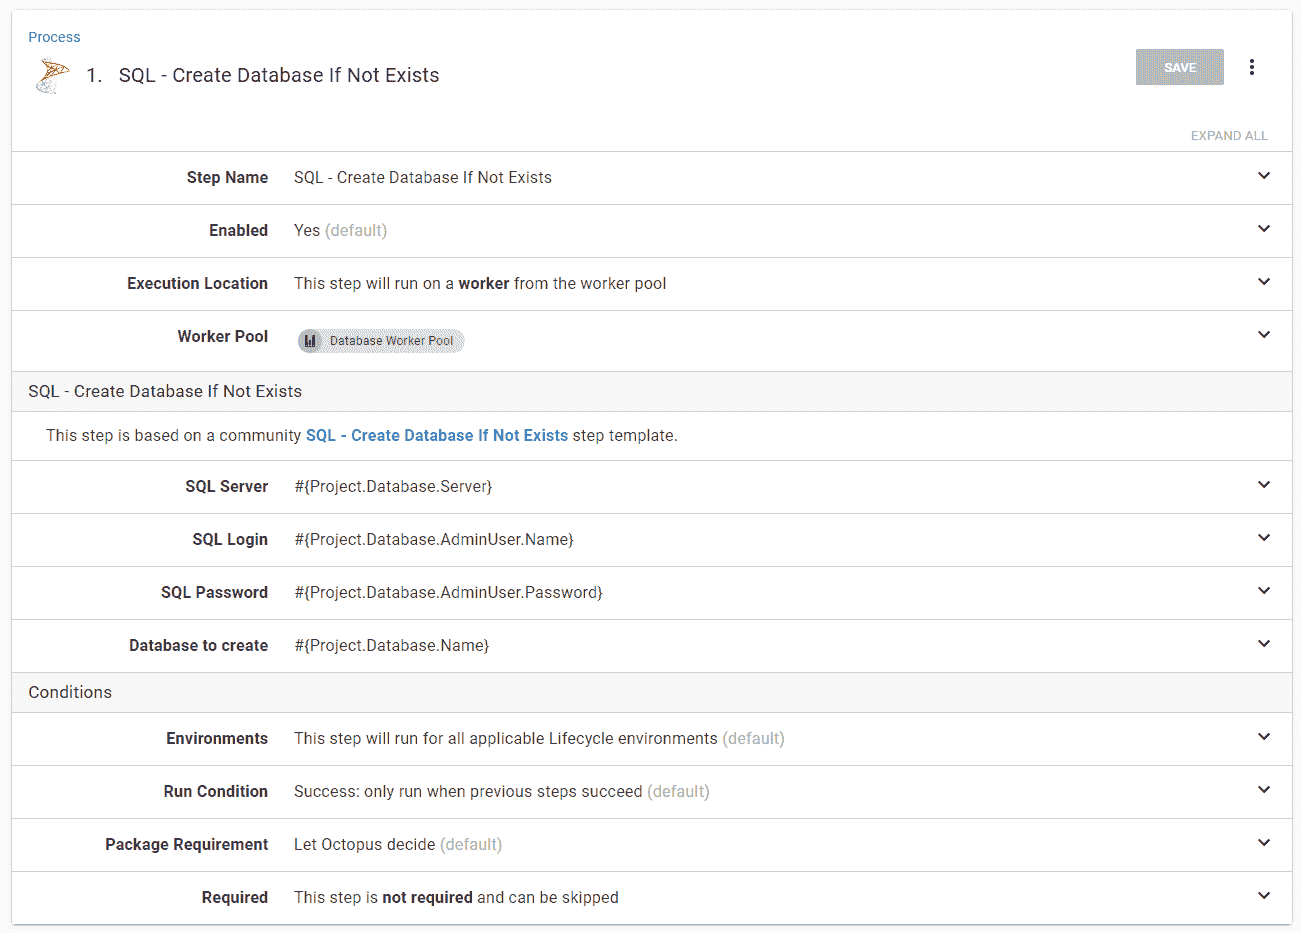 Process
1. SQL - Create Database If Not Exists
SAVE
EXPAND ALL
Step Name SQL - Create Database If Not Exists
Enabled Yes (default)
Execution Location This step will run on a worker from the worker pool
Worker Pool Database Worker Pool
SQL - Create Database If Not Exists
This step is based on a community SQL - Create Database If Not Exists step template.
SQL Server #{Project.Database.Server}
SQL Login #{Project.Database.AdminUser.Name}
SQL Password #{Project.Database.AdminUser.Password}
Database to create #{Project.Database.Name}
Conditions
Environments This step will run for all applicable Lifecycle environments (default)
Run Condition Success: only run when previous steps succeed (default)
Package Requirement Let Octopus decide (default)
Required This step is not required and can be skipped